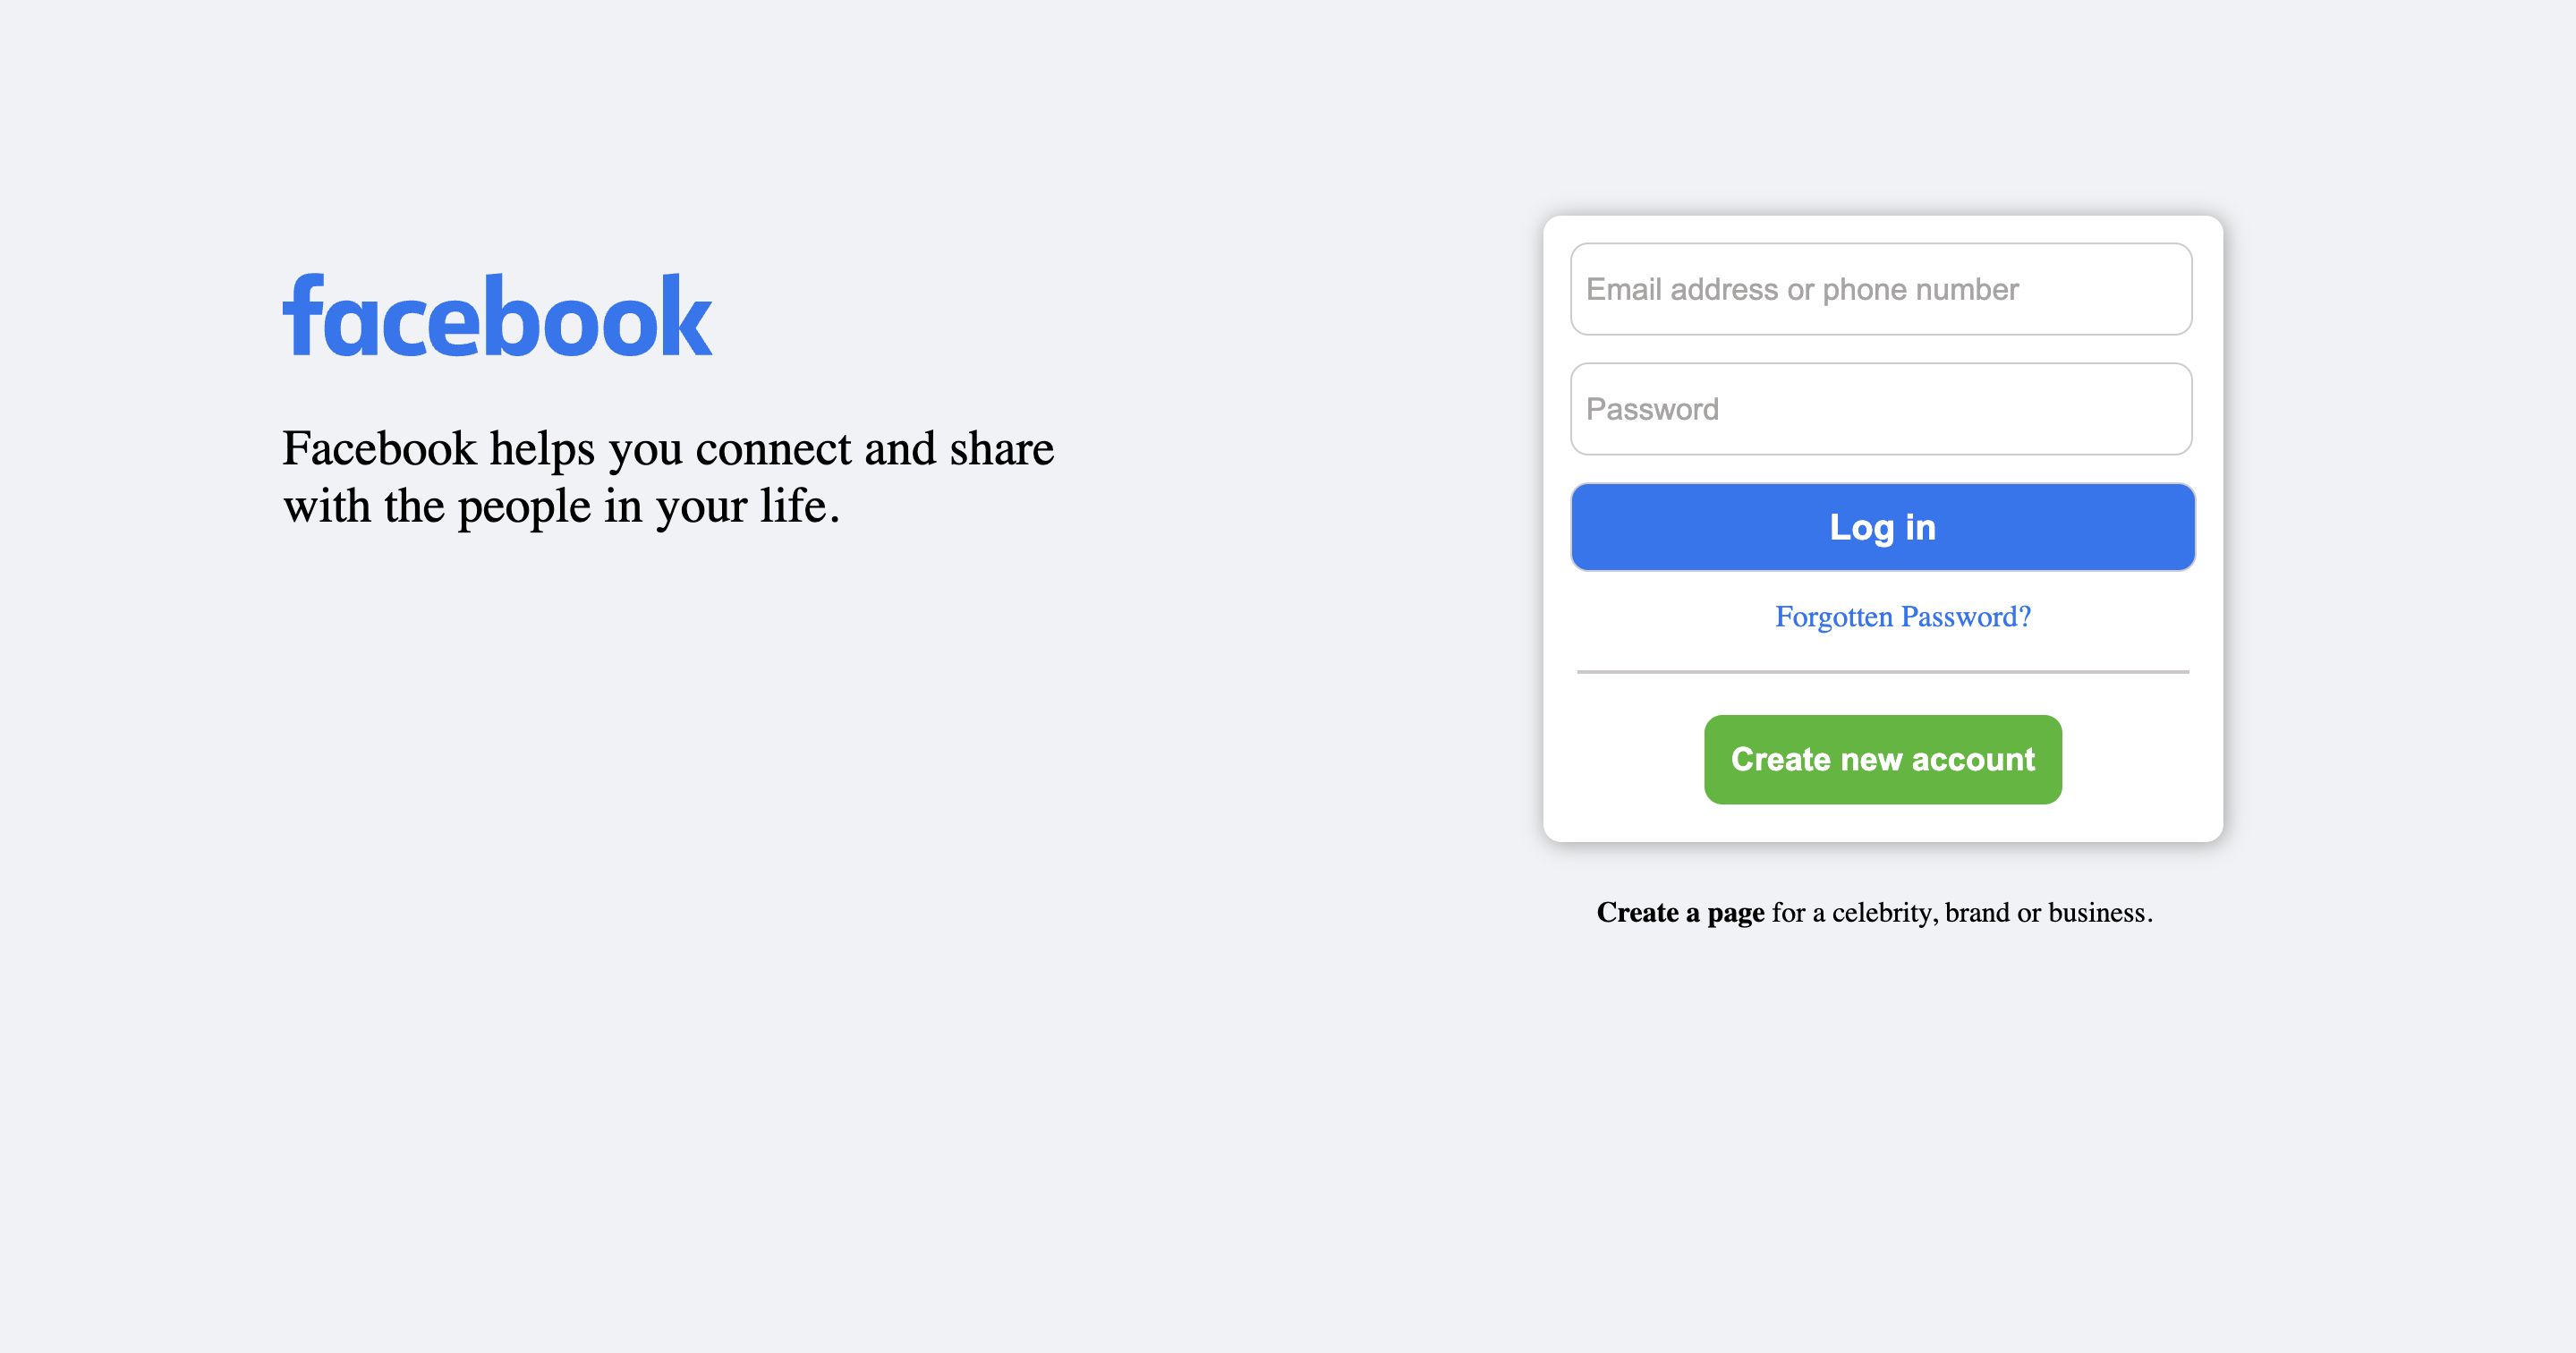 facebook
Facebook helps you connect and share
with the people in your life.
Email address or phone number
Password
Log in
Forgotten Password?
Create new account
Create a page for a celebrity, brand or business.